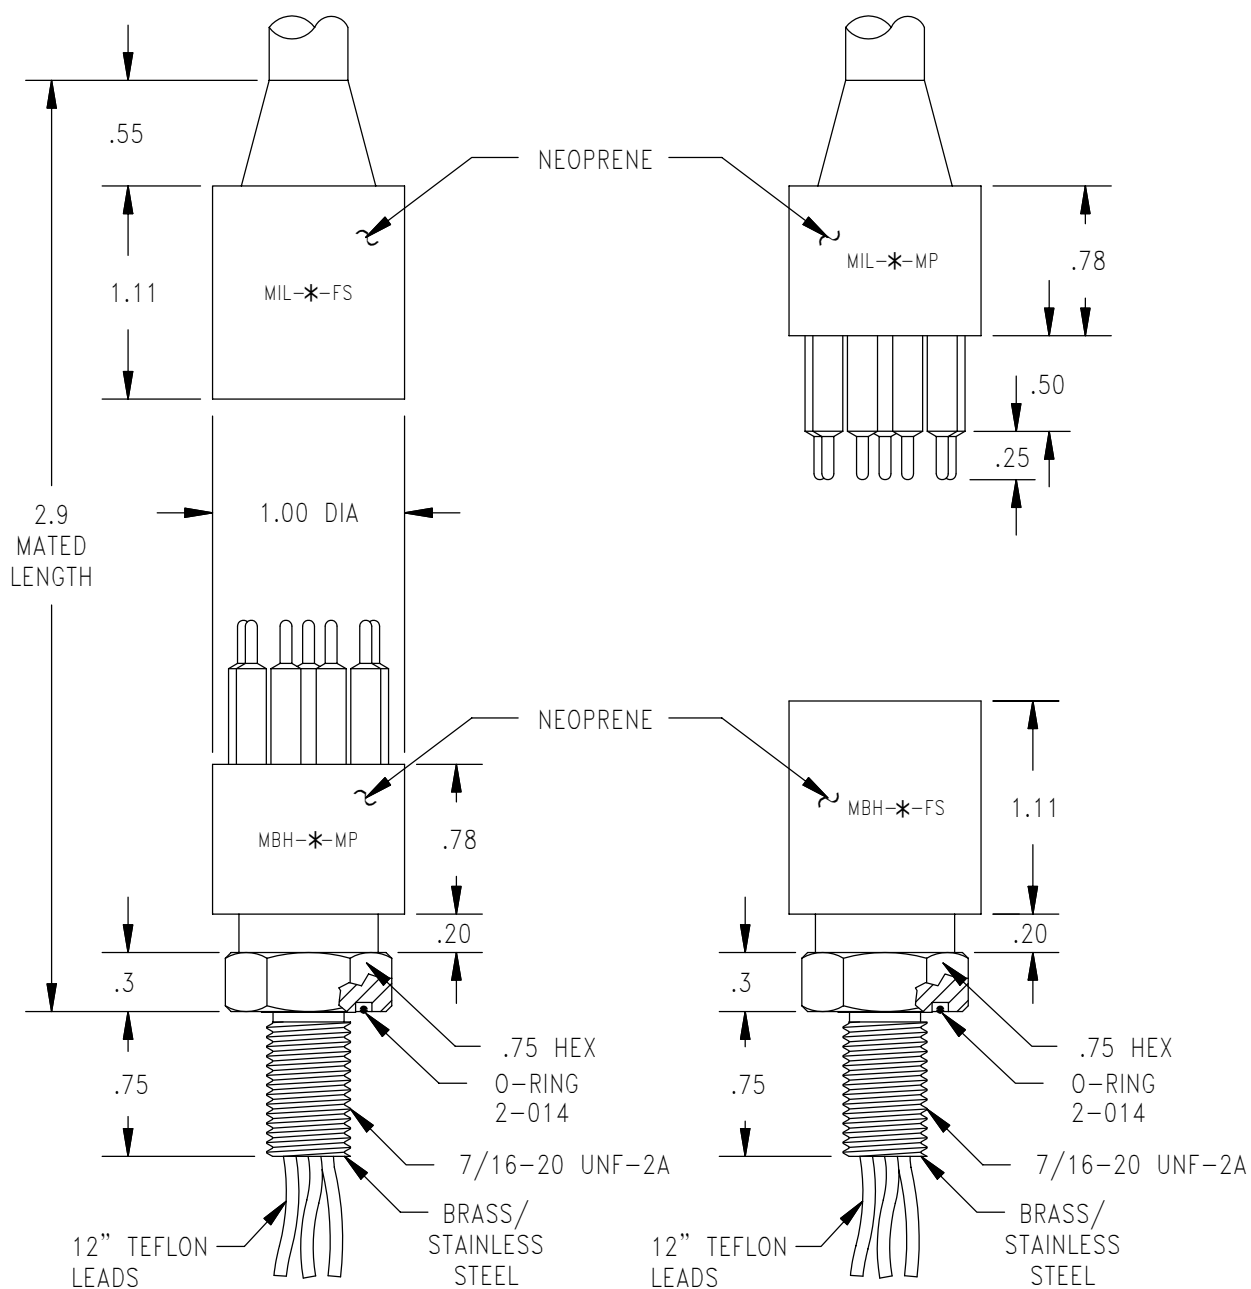 .55
NEOPRENE
MIL-*-MP
.78
1.11
MIL-*-FS
.50
.25
2.9
MATED
LENGTH
1.00 DIA
NEOPRENE
MBH-*-MP
.78
MBH-*-FS
1.11
.20
.20
.3
.3
.75
.75 HEX
O-RING
2-014
.75
.75 HEX
O-RING
2-014
7/16-20 UNF-2A
7/16-20 UNF-2A
12" TEFLON
LEADS
BRASS/
STAINLESS
STEEL
12" TEFLON
LEADS
BRASS/
STAINLESS
STEEL